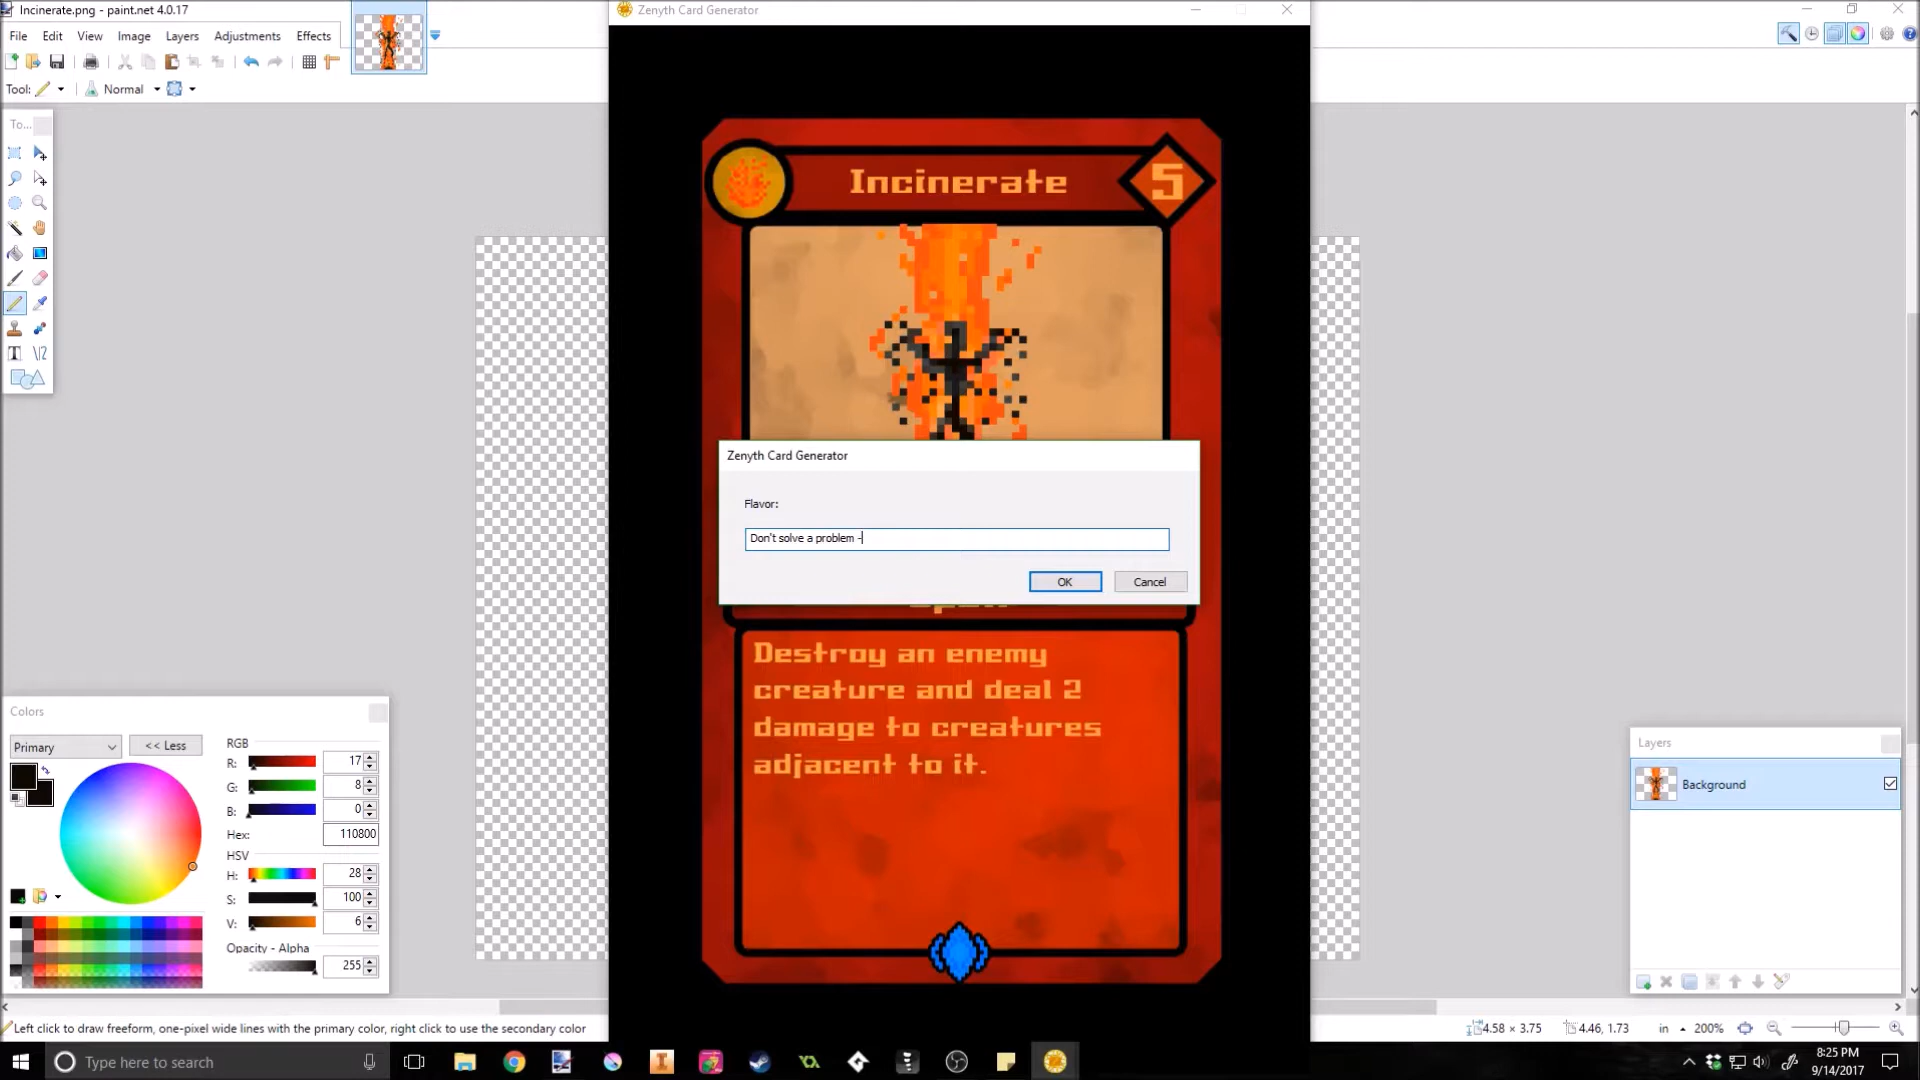 Incinerate.png - paint.net 4.0.17
Zenyth Card Generator
File Edit View Image Layers Adjustments Effects
Tool: Normal
To...
Incinerate 5
Zenyth Card Generator
Flavor:
Don't solve a problem -
OK Cancel
Destroy an enemy
creature and deal 2
damage to creatures
adjacent to it.
Colors
Primary << Less
RGB
R: 17
G: 8
B: 0
Hex: 110800
HSV
H: 28
S: 100
V: 6
Opacity - Alpha
255
Layers
Background
Left click to draw freeform, one-pixel wide lines with the primary color, right click to use the secondary color
4.58 × 3.75 4.46, 1.73 in 200%
Type here to search
8:25 PM
9/14/2017